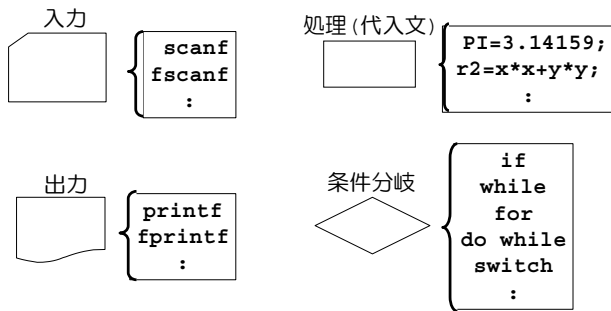 入力
scanf
fscanf
:
処理(代入文)
PI=3.14159;
r2=x*x+y*y;
:
出力
printf
fprintf
:
条件分岐
if
while
for
do while
switch
: